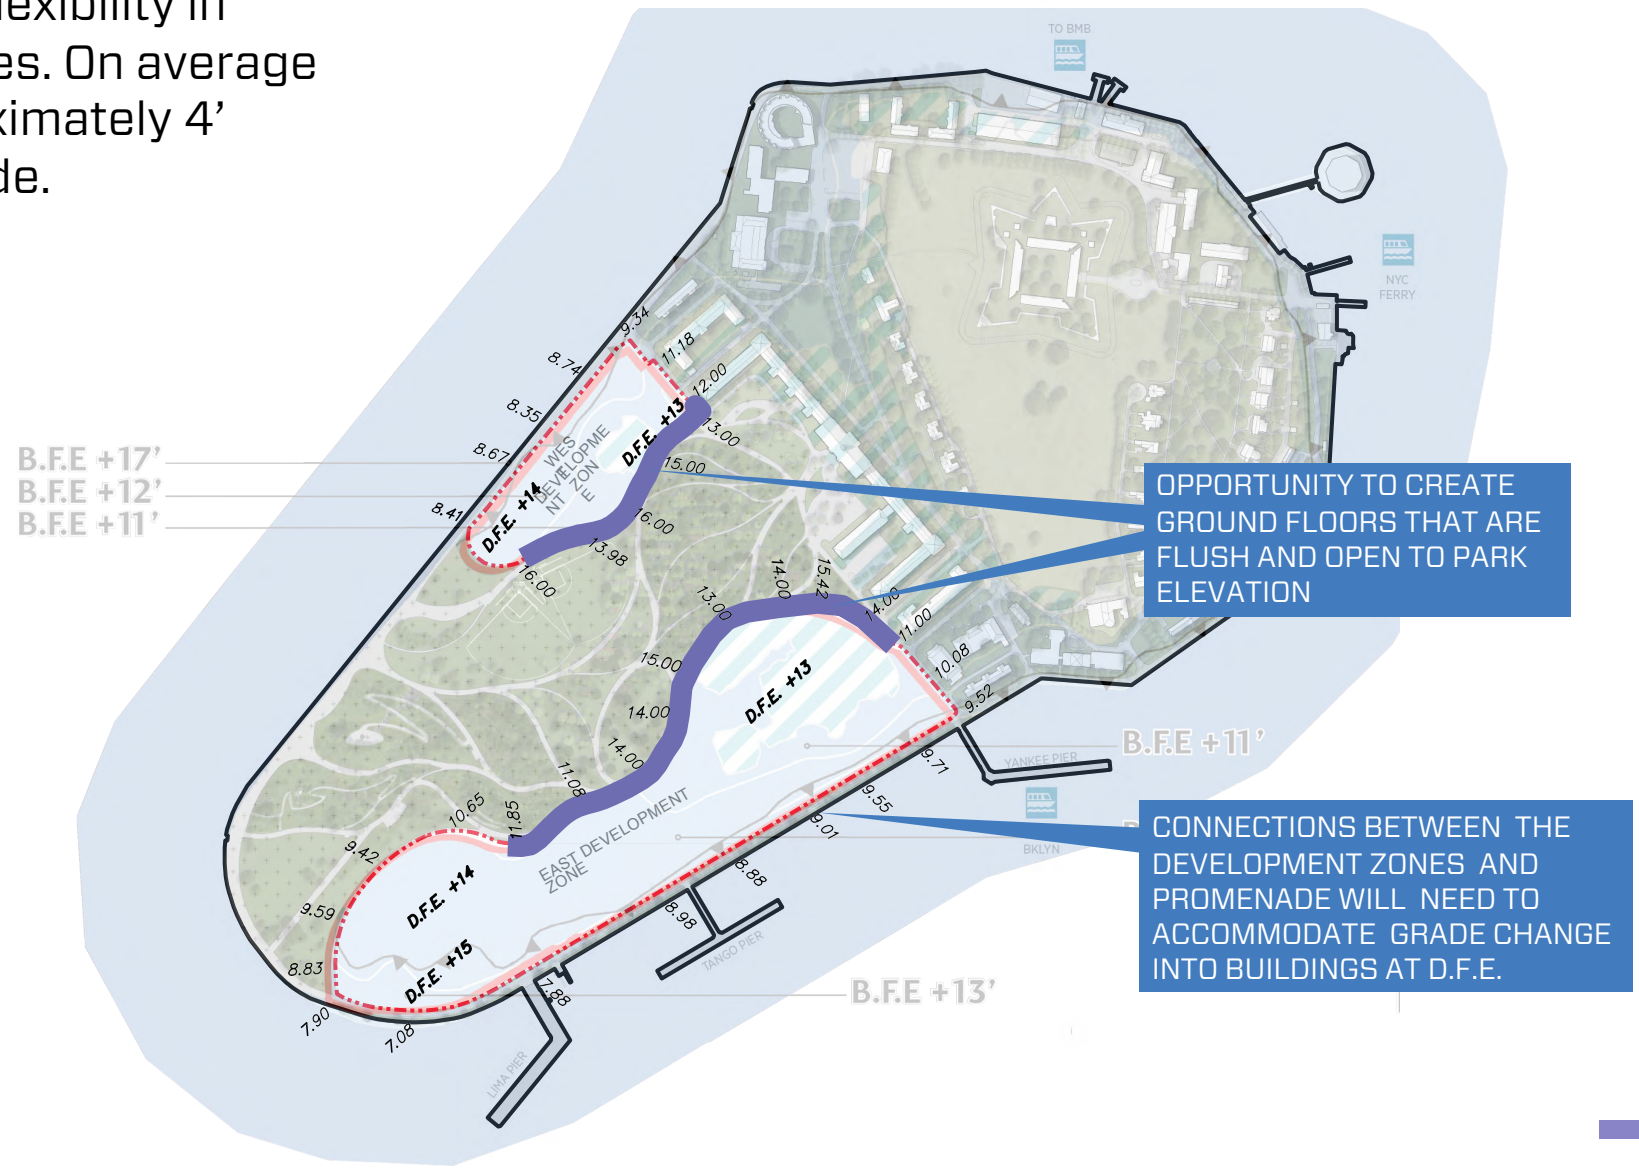 lexibility in
es. On average
ximately 4’
de.
TO BMB
NYC
FERRY
9.34
11.18
8.74
12.00
8.35
13.00
D.F.E. +13
WES
DEVELOPME
NT ZON
E
B.F.E +17’
8.67
15.00
B.F.E +12’
D.F.E. +14
B.F.E +11’
8.41
16.00
13.98
16.00
OPPORTUNITY TO CREATE
GROUND FLOORS THAT ARE
FLUSH AND OPEN TO PARK
ELEVATION
14.00
15.42
13.00
14.00
11.00
15.00
10.08
D.F.E. +13
9.52
14.00
14.00
B.F.E +11’
9.71
YANKEE PIER
11.08
9.55
10.65
11.85
9.01
BKLYN
EAST DEVELOPMENT
ZONE
9.42
8.88
CONNECTIONS BETWEEN THE
DEVELOPMENT ZONES AND
PROMENADE WILL NEED TO
ACCOMMODATE GRADE CHANGE
INTO BUILDINGS AT D.F.E.
D.F.E. +14
9.59
8.98
TANGO PIER
8.83
D.F.E. +15
7.88
B.F.E +13’
7.90
7.08
LIMA PIER